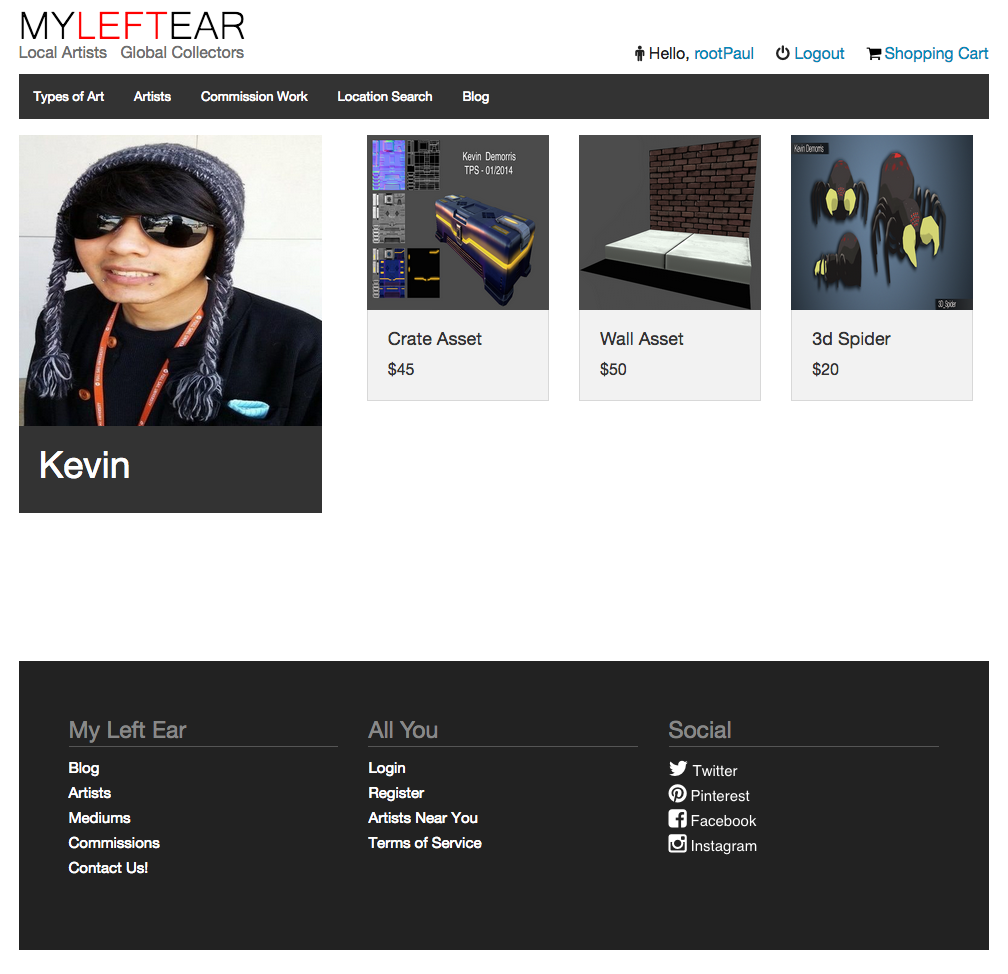 MYLEFTEAR
Local Artists Global Collectors
Hello, rootPaul Logout Shopping Cart
Types of Art Artists Commission Work Location Search Blog
Kevin Demorris
TPS - 01/2014
Kevin Demorris
3D_Spider
Crate Asset
$45
Wall Asset
$50
3d Spider
$20
Kevin
My Left Ear
Blog
Artists
Mediums
Commissions
Contact Us!
All You
Login
Register
Artists Near You
Terms of Service
Social
Twitter
Pinterest
Facebook
Instagram